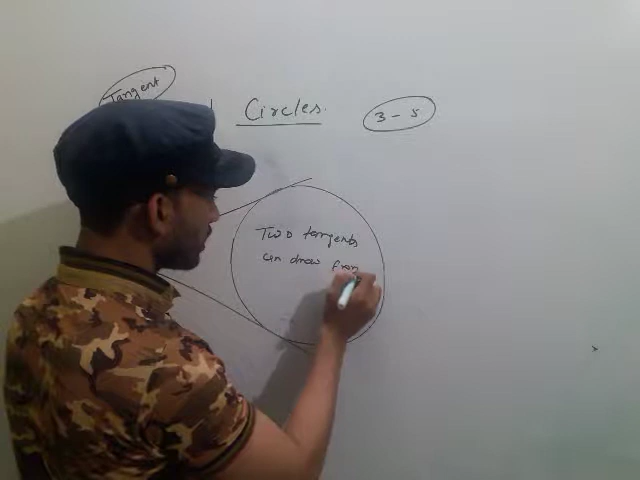 Tangent
Circles.
3 - 5
Two tangents
can draw from